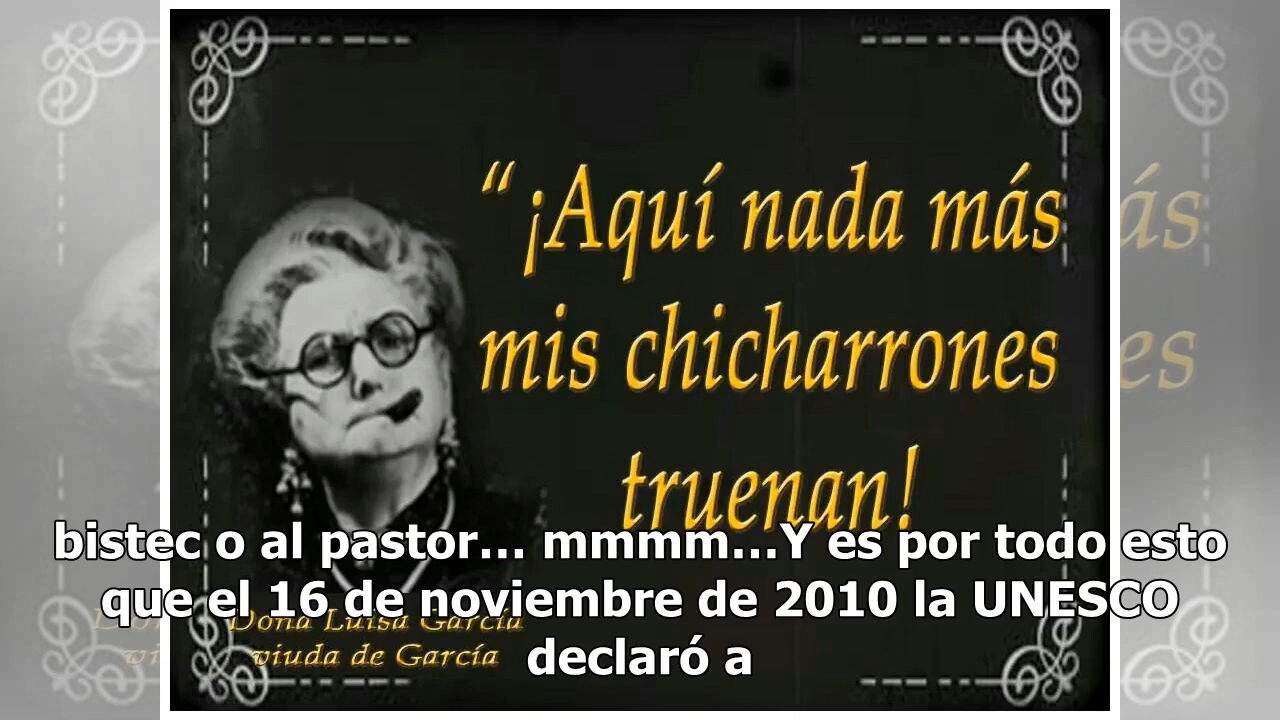 “¡Aquí nada más
mis chicharrones
truenan!
bistec o al pastor... mmmm...Y es por todo esto
que el 16 de noviembre de 2010 la UNESCO
declaró a
Doña Luisa García
viuda de García